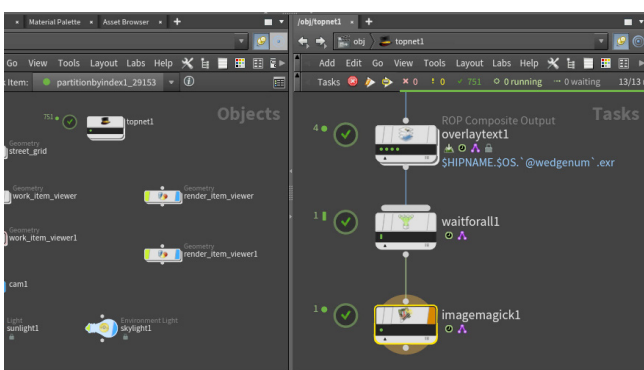 Material Palette
Asset Browser
/obj/topnet1
obj
topnet1
Go View Tools Layout Labs Help
Add Edit Go View Tools Layout Labs Help
Item: partitionbyindex1_29153
Tasks 0 0 751 0 running 0 waiting 13/13
Objects
Tasks
751
topnet1
Geometry
street_grid
Geometry
work_item_viewer
Geometry
render_item_viewer
Geometry
work_item_viewer1
Geometry
render_item_viewer1
cam1
Light
sunlight1
Environment Light
skylight1
4
ROP Composite Output
overlaytext1
$HIPNAME.$OS.`@wedgenum`.exr
1
waitforall1
1
imagemagick1